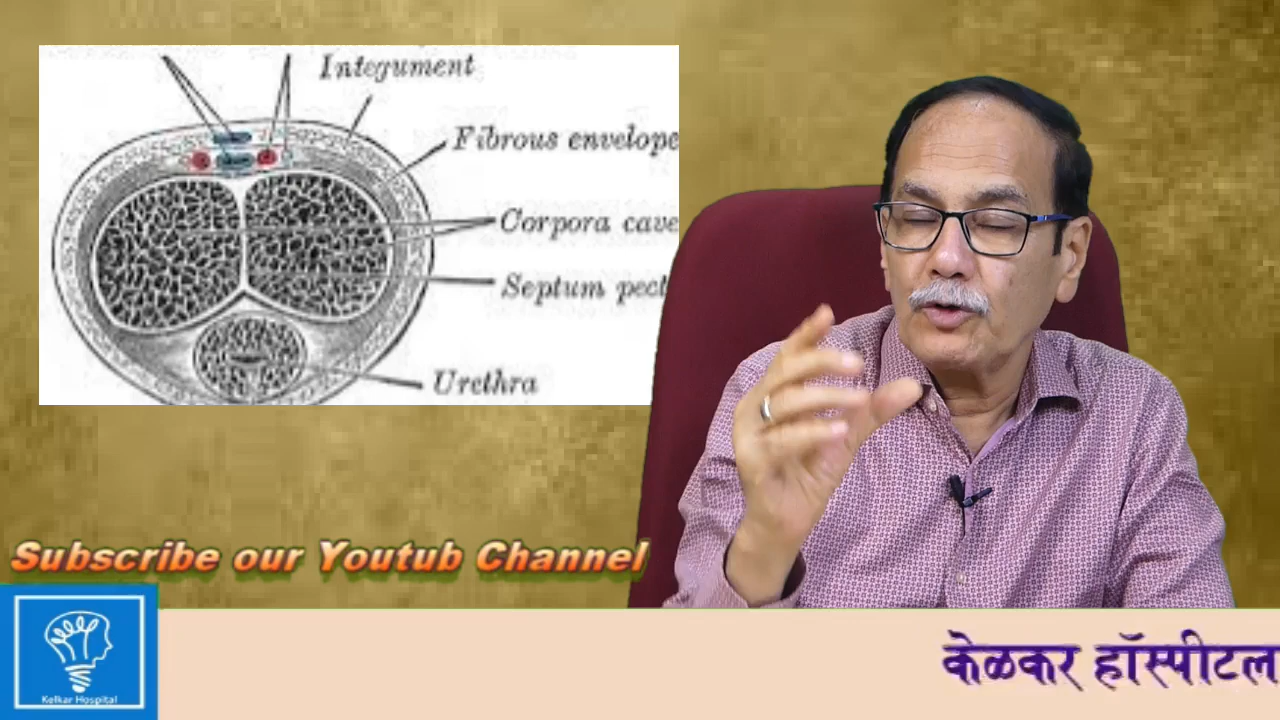 Integument
Fibrous envelope
Corpora cave
Septum pect
Urethra
Subscribe our Youtub Channel
Kelkar Hospital
केळकर हॉस्पीटल